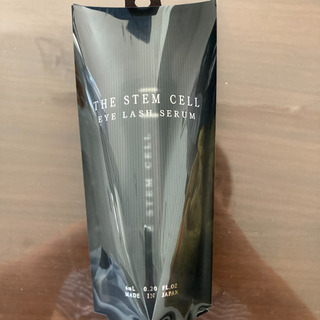 THE STEM CELL
EYE LASH SERUM
STEM CELL
6mL 0.20 FL.OZ
MADE IN JAPAN